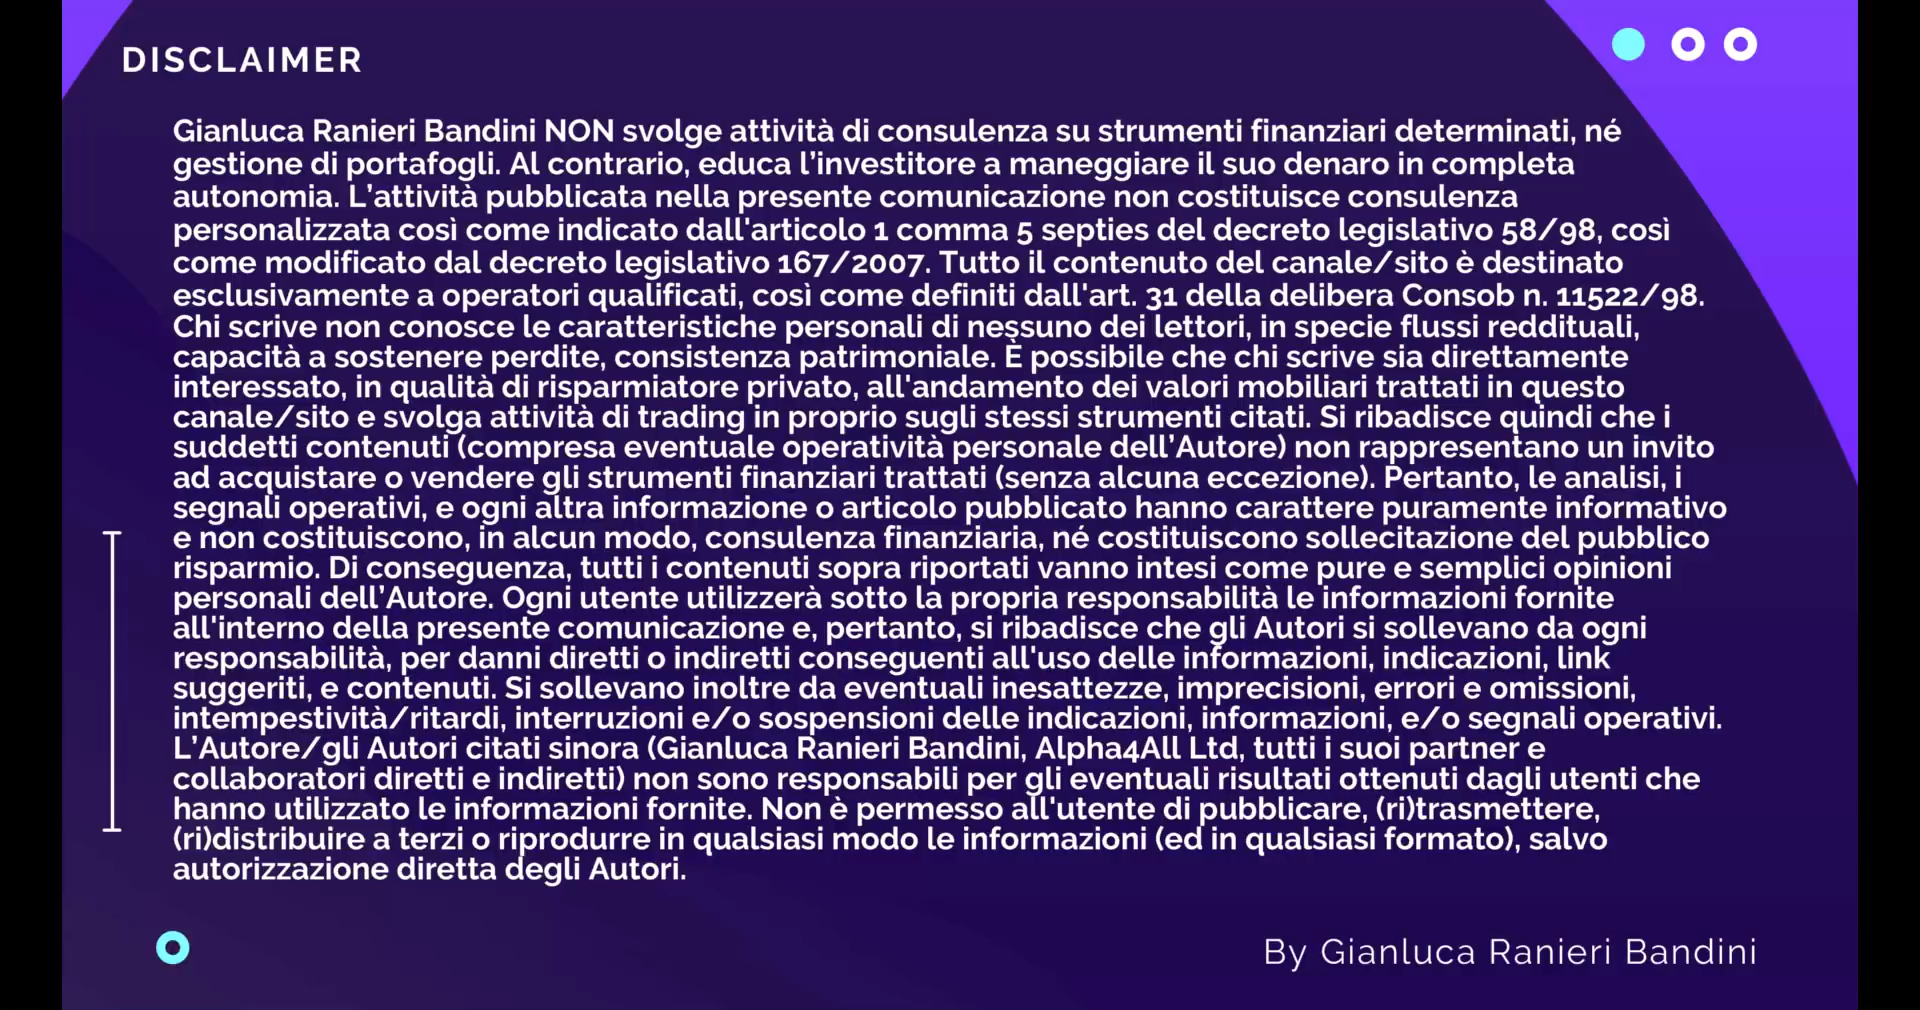 DISCLAIMER
Gianluca Ranieri Bandini NON svolge attività di consulenza su strumenti finanziari determinati, né
gestione di portafogli. Al contrario, educa l’investitore a maneggiare il suo denaro in completa
autonomia. L’attività pubblicata nella presente comunicazione non costituisce consulenza
personalizzata così come indicato dall'articolo 1 comma 5 septies del decreto legislativo 58/98, così
come modificato dal decreto legislativo 167/2007. Tutto il contenuto del canale/sito è destinato
esclusivamente a operatori qualificati, così come definiti dall'art. 31 della delibera Consob n. 11522/98.
Chi scrive non conosce le caratteristiche personali di nessuno dei lettori, in specie flussi reddituali,
capacità a sostenere perdite, consistenza patrimoniale. È possibile che chi scrive sia direttamente
interessato, in qualità di risparmiatore privato, all'andamento dei valori mobiliari trattati in questo
canale/sito e svolga attività di trading in proprio sugli stessi strumenti citati. Si ribadisce quindi che i
suddetti contenuti (compresa eventuale operatività personale dell’Autore) non rappresentano un invito
ad acquistare o vendere gli strumenti finanziari trattati (senza alcuna eccezione). Pertanto, le analisi, i
segnali operativi, e ogni altra informazione o articolo pubblicato hanno carattere puramente informativo
e non costituiscono, in alcun modo, consulenza finanziaria, né costituiscono sollecitazione del pubblico
risparmio. Di conseguenza, tutti i contenuti sopra riportati vanno intesi come pure e semplici opinioni
personali dell’Autore. Ogni utente utilizzerà sotto la propria responsabilità le informazioni fornite
all'interno della presente comunicazione e, pertanto, si ribadisce che gli Autori si sollevano da ogni
responsabilità, per danni diretti o indiretti conseguenti all'uso delle informazioni, indicazioni, link
suggeriti, e contenuti. Si sollevano inoltre da eventuali inesattezze, imprecisioni, errori e omissioni,
intempestività/ritardi, interruzioni e/o sospensioni delle indicazioni, informazioni, e/o segnali operativi.
L’Autore/gli Autori citati sinora (Gianluca Ranieri Bandini, Alpha4All Ltd, tutti i suoi partner e
collaboratori diretti e indiretti) non sono responsabili per gli eventuali risultati ottenuti dagli utenti che
hanno utilizzato le informazioni fornite. Non è permesso all'utente di pubblicare, (ri)trasmettere,
(ri)distribuire a terzi o riprodurre in qualsiasi modo le informazioni (ed in qualsiasi formato), salvo
autorizzazione diretta degli Autori.
By Gianluca Ranieri Bandini